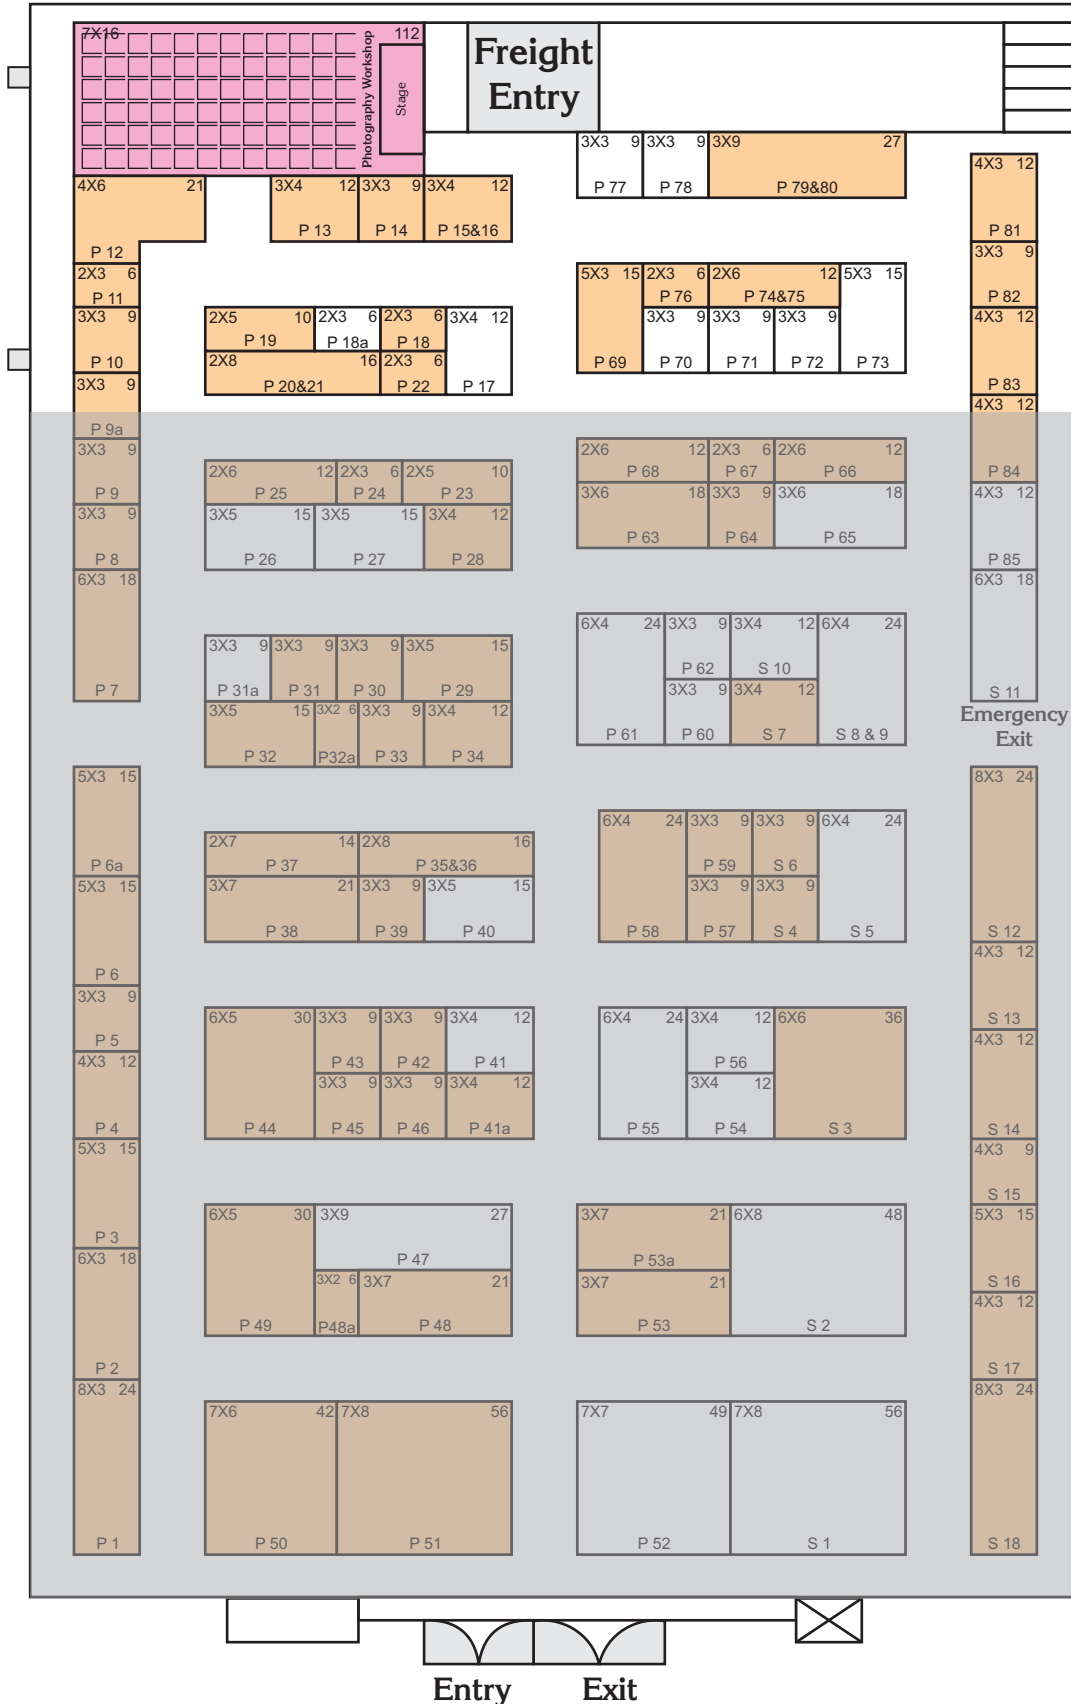 7X16 112
Photography Workshop
Stage
Freight
Entry
3X3 9 3X3 9 3X9 27
P 77 P 78 P 79&80
4X6 21 3X4 12 3X3 9 3X4 12
P 13 P 14 P 15&16
P 12
4X3 12
P 81
3X3 9
P 82
4X3 12
P 83
4X3 12
P 84
4X3 12
P 85
6X3 18
S 11
Emergency
Exit
2X3 6
P 11
3X3 9
P 10
3X3 9
P 9a
3X3 9
P 9
3X3 9
P 8
6X3 18
P 7
2X5 10 2X3 6 2X3 6 3X4 12
P 19 P 18a P 18
2X8 16 2X3 6
P 20&21 P 22 P 17
5X3 15 2X3 6 2X6 12 5X3 15
P 76 P 74&75
3X3 9 3X3 9 3X3 9
P 69 P 70 P 71 P 72 P 73
2X6 12 2X3 6 2X5 10
P 25 P 24 P 23
3X5 15 3X5 15 3X4 12
P 26 P 27 P 28
2X6 12 2X3 6 2X6 12
P 68 P 67 P 66
3X6 18 3X3 9 3X6 18
P 63 P 64 P 65
3X3 9 3X3 9 3X3 9 3X5 15
P 31a P 31 P 30 P 29
3X5 15 3X2 6 3X3 9 3X4 12
P 32 P32a P 33 P 34
6X4 24 3X3 9 3X4 12 6X4 24
P 62 S 10
3X3 9 3X4 12
P 61 P 60 S 7 S 8 & 9
5X3 15
P 6a
5X3 15
P 6
3X3 9
P 5
4X3 12
P 4
5X3 15
P 3
6X3 18
P 2
8X3 24
P 1
2X7 14 2X8 16
P 37 P 35&36
3X7 21 3X3 9 3X5 15
P 38 P 39 P 40
6X4 24 3X3 9 3X3 9 6X4 24
P 59 S 6
3X3 9 3X3 9
P 58 P 57 S 4 S 5
8X3 24
S 12
4X3 12
S 13
4X3 12
S 14
4X3 9
S 15
5X3 15
S 16
4X3 12
S 17
8X3 24
S 18
6X5 30 3X3 9 3X3 9 3X4 12
P 43 P 42 P 41
3X3 9 3X3 9 3X4 12
P 44 P 45 P 46 P 41a
6X4 24 3X4 12 6X6 36
P 56
3X4 12
P 55 P 54 S 3
6X5 30 3X9 27
P 47
3X2 6 3X7 21
P 49 P48a P 48
3X7 21 6X8 48
P 53a
3X7 21
P 53 S 2
7X6 42 7X8 56
P 50 P 51
7X7 49 7X8 56
P 52 S 1
Entry Exit